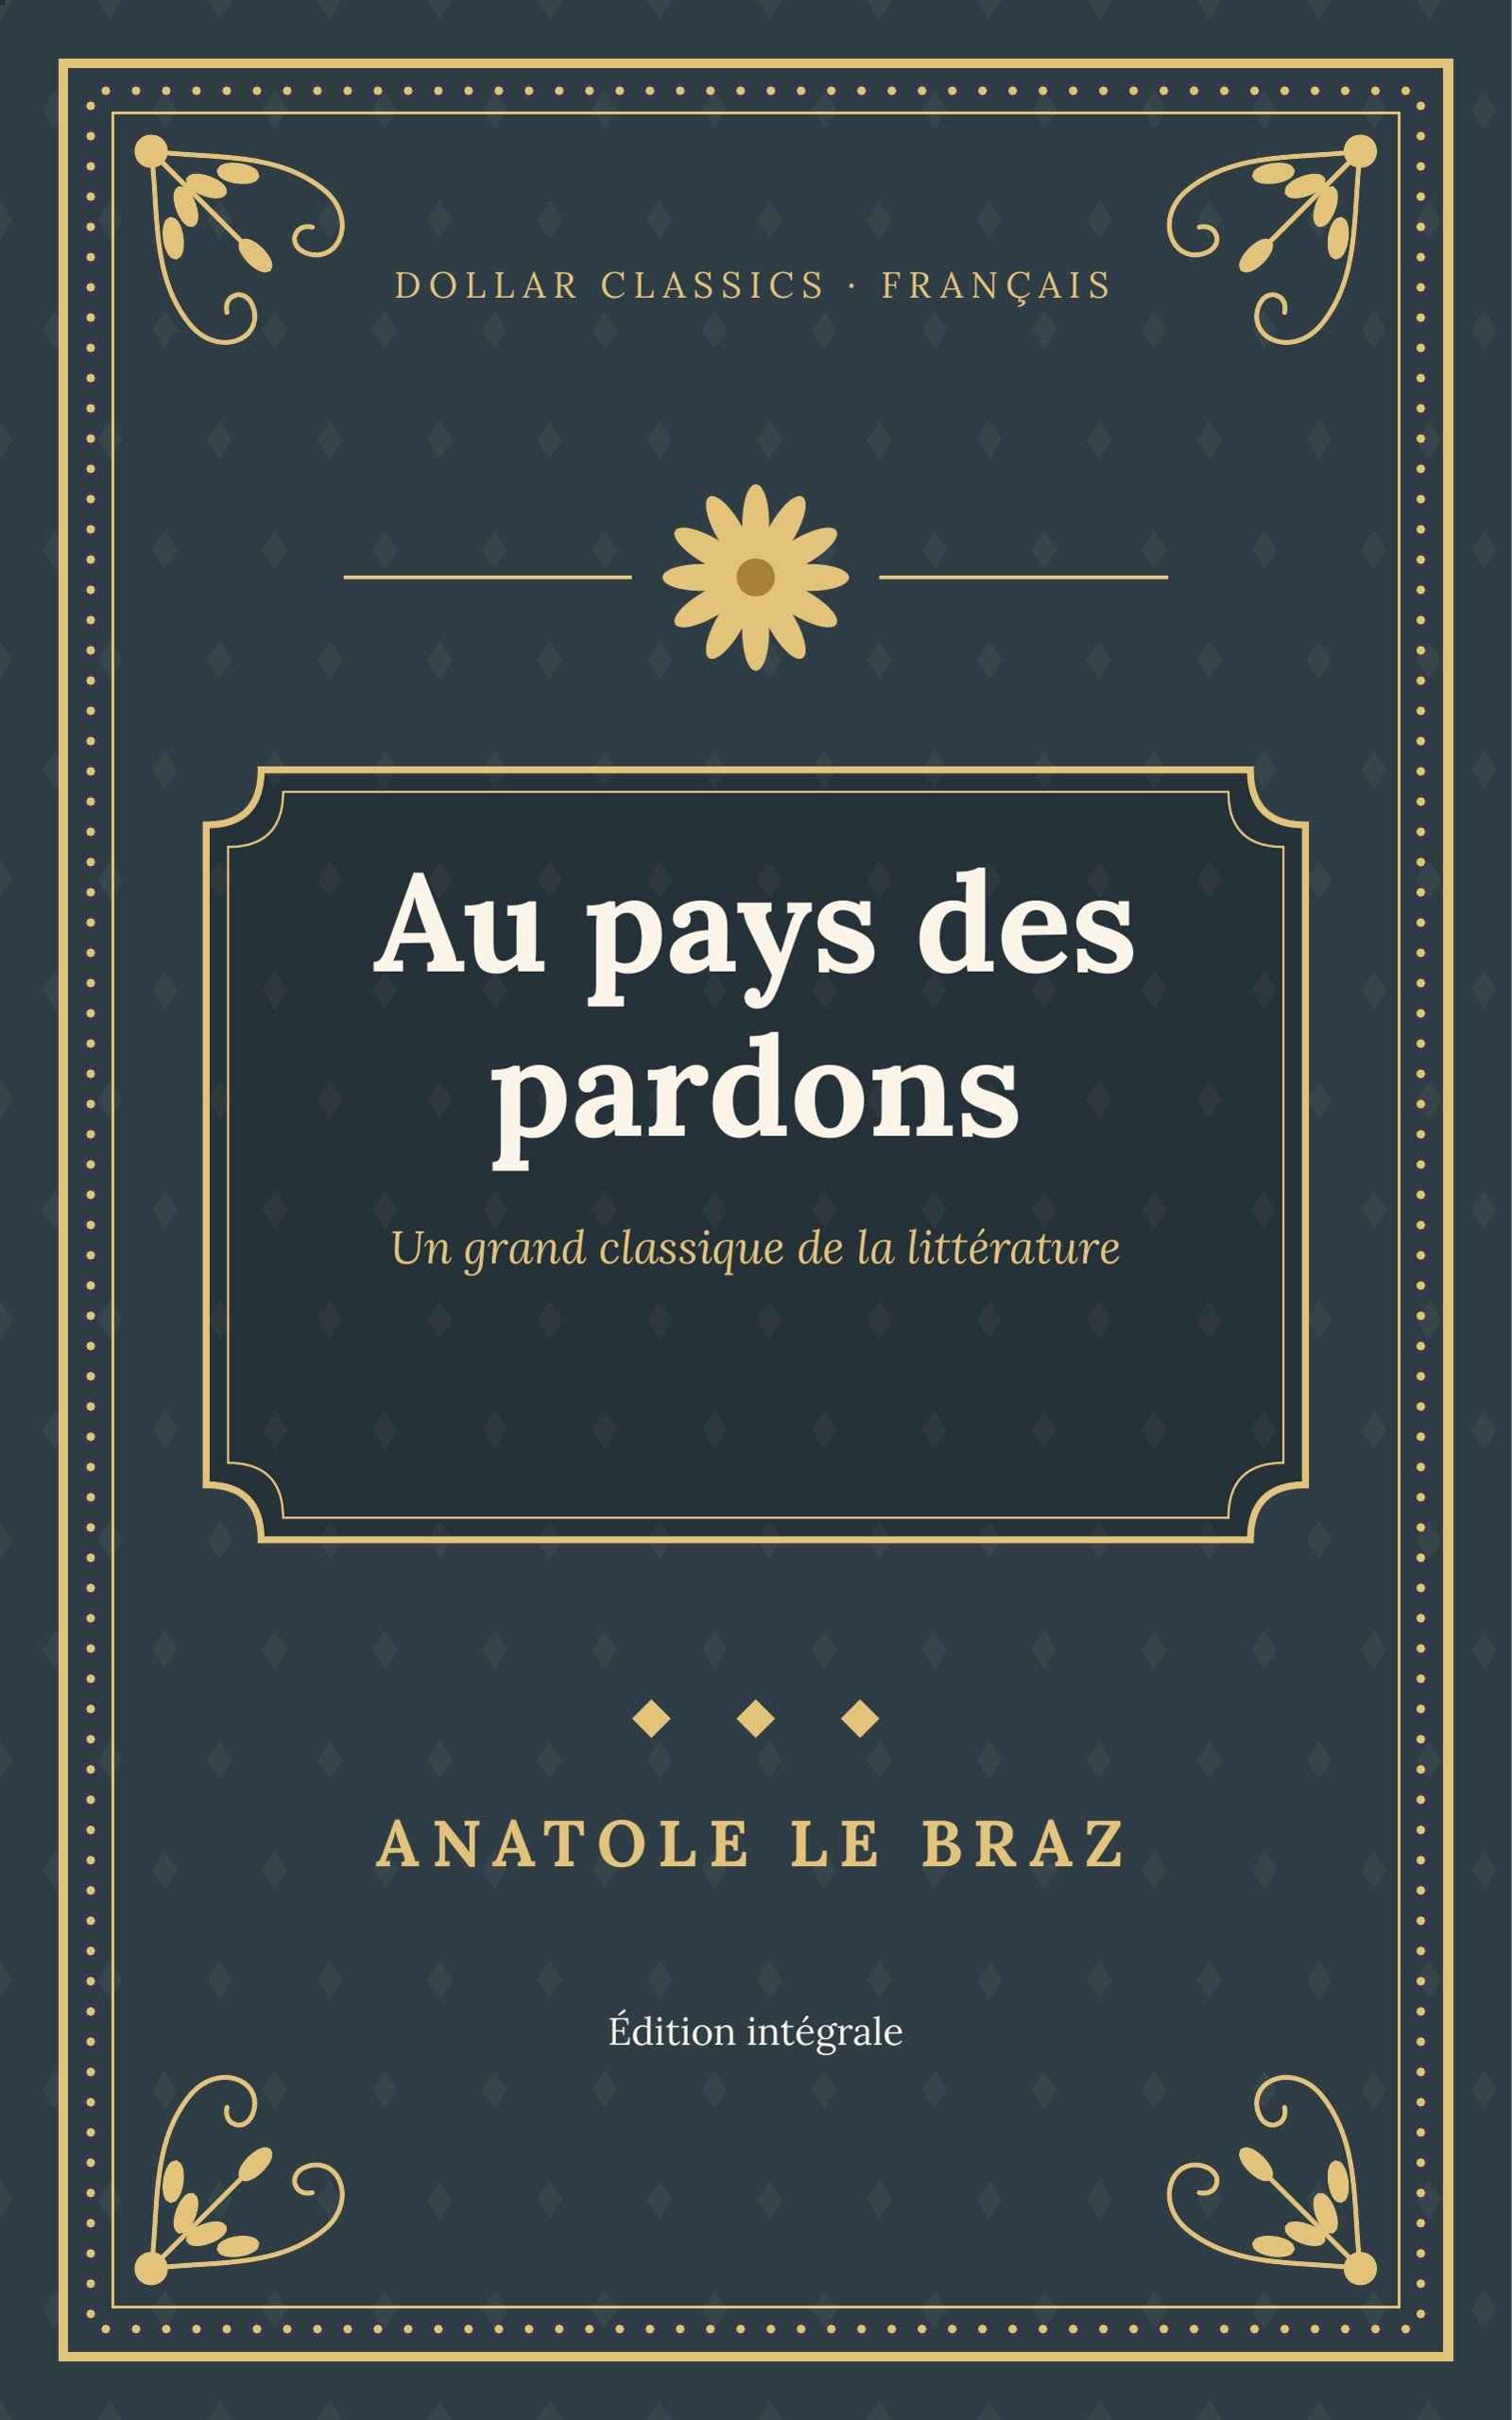 DOLLAR CLASSICS · FRANÇAIS
Au pays des
pardons
Un grand classique de la littérature
ANATOLE LE BRAZ
Édition intégrale